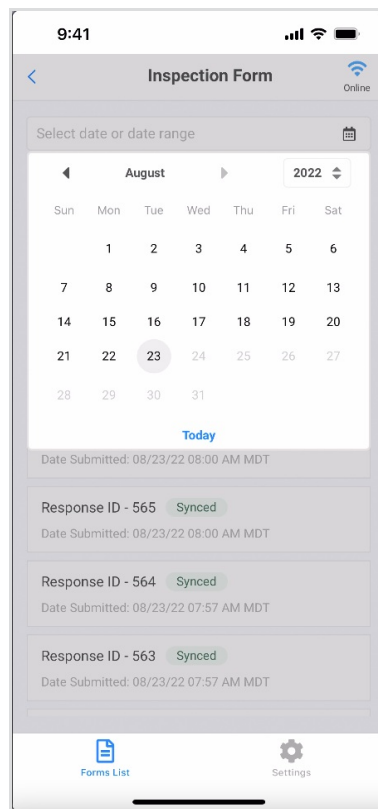 9:41
Inspection Form
Online
Select date or date range
August 2022
Sun Mon Tue Wed Thu Fri Sat
1 2 3 4 5 6
7 8 9 10 11 12 13
14 15 16 17 18 19 20
21 22 23 24 25 26 27
28 29 30 31
Today
Date Submitted: 08/23/22 08:00 AM MDT
Response ID - 565 Synced
Date Submitted: 08/23/22 08:00 AM MDT
Response ID - 564 Synced
Date Submitted: 08/23/22 07:57 AM MDT
Response ID - 563 Synced
Date Submitted: 08/23/22 07:57 AM MDT
Forms List Settings